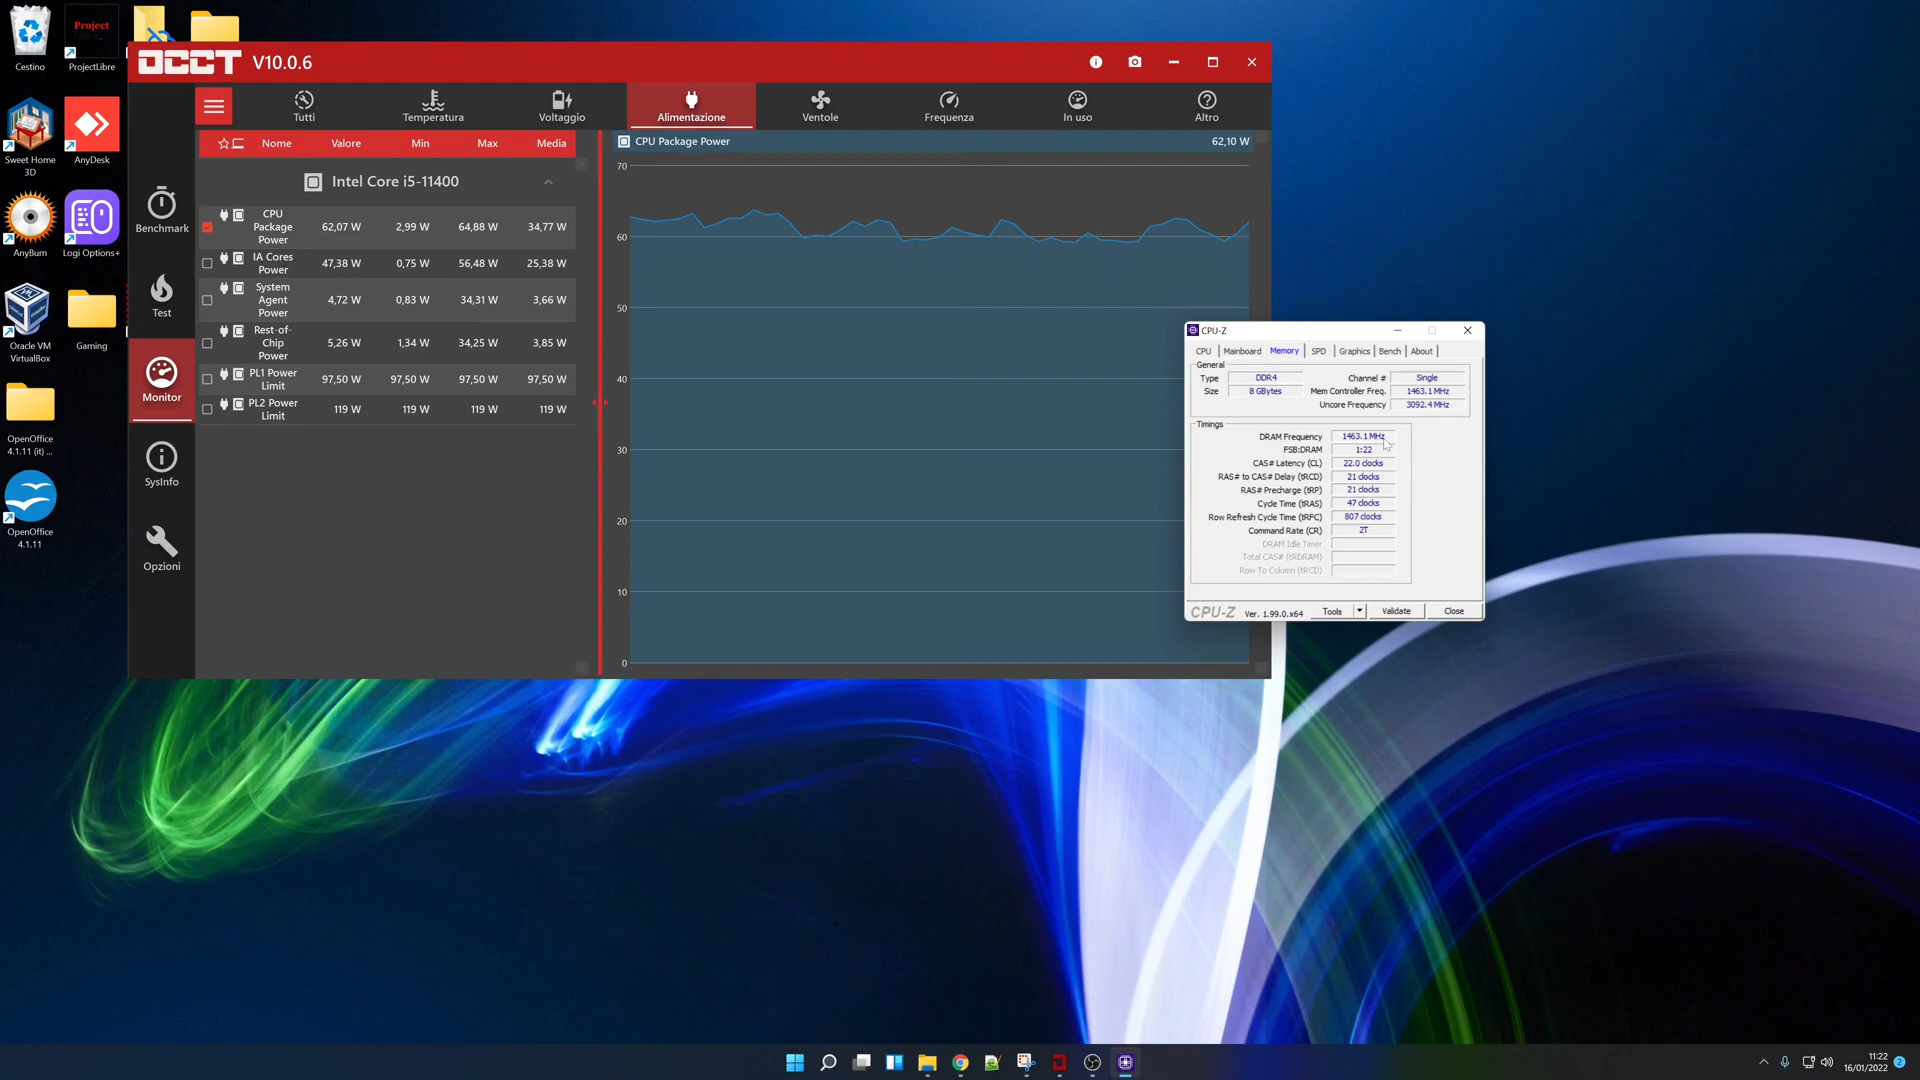 Cestino
Project
ProjectLibre
Sweet Home
3D
AnyDesk
AnyBurn
Logi Options+
Oracle VM
VirtualBox
Gaming
OpenOffice
4.1.11 (it) ...
OpenOffice
4.1.11
OCCT V10.0.6
Tutti
Temperatura
Voltaggio
Alimentazione
Ventole
Frequenza
In uso
Altro
Benchmark
Test
Monitor
SysInfo
Opzioni
Nome Valore Min Max Media
Intel Core i5-11400
CPU
Package
Power
62,07 W 2,99 W 64,88 W 34,77 W
IA Cores
Power
47,38 W 0,75 W 56,48 W 25,38 W
System
Agent
Power
4,72 W 0,83 W 34,31 W 3,66 W
Rest-of-
Chip
Power
5,26 W 1,34 W 34,25 W 3,85 W
PL1 Power
Limit
97,50 W 97,50 W 97,50 W 97,50 W
PL2 Power
Limit
119 W 119 W 119 W 119 W
CPU Package Power 62,10 W
70
60
50
40
30
20
10
0
CPU-Z
CPU Mainboard Memory SPD Graphics Bench About
General
Type DDR4 Channel # Single
Size 8 GBytes Mem Controller Freq. 1463.1 MHz
Uncore Frequency 3092.4 MHz
Timings
DRAM Frequency 1463.1 MHz
FSB:DRAM 1:22
CAS# Latency (CL) 22.0 clocks
RAS# to CAS# Delay (tRCD) 21 clocks
RAS# Precharge (tRP) 21 clocks
Cycle Time (tRAS) 47 clocks
Row Refresh Cycle Time (tRFC) 807 clocks
Command Rate (CR) 2T
DRAM Idle Timer
Total CAS# (tRDRAM)
Row To Column (tRCD)
CPU-Z Ver. 1.99.0.x64 Tools Validate Close
11:22
16/01/2022
2